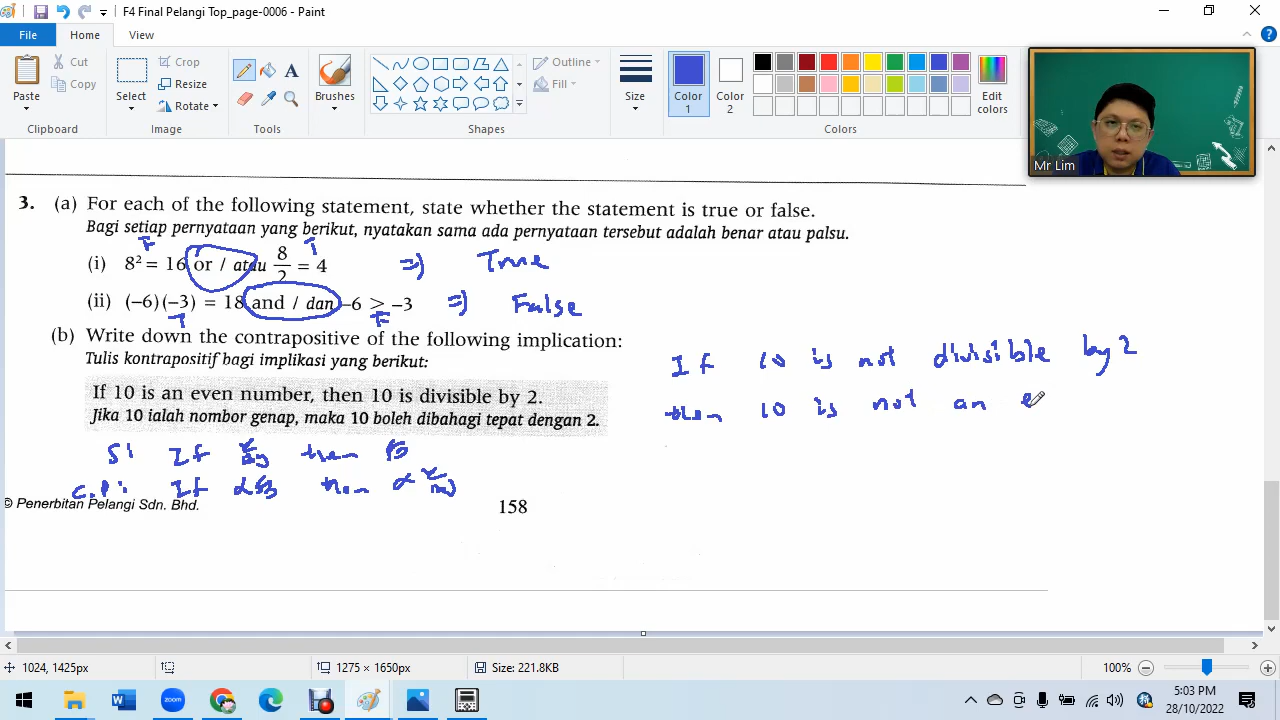 F4 Final Pelangi Top_page-0006 - Paint
File Home View
Paste Cut Copy Clipboard
Select Crop Resize Rotate Image
Tools
Brushes
Shapes Outline Fill
Size
Color 1 Color 2 Edit colors Colors
Mr Lim
3. (a) For each of the following statement, state whether the statement is true or false.
Bagi setiap pernyataan yang berikut, nyatakan sama ada pernyataan tersebut adalah benar atau palsu.
F T
(i) 8² = 16 or / atau 8/2 = 4 ⇒ True
(ii) (−6)(−3) = 18 and / dan −6 > −3 ⇒ False
T F
(b) Write down the contrapositive of the following implication:
Tulis kontrapositif bagi implikasi yang berikut:
If 10 is an even number, then 10 is divisible by 2.
Jika 10 ialah nombor genap, maka 10 boleh dibahagi tepat dengan 2.
If 10 is not divisible by 2
then 10 is not an e
If then
C.P: If then
© Penerbitan Pelangi Sdn. Bhd.
158
1024, 1425px 1275 × 1650px Size: 221.8KB 100%
zoom
5:03 PM
28/10/2022